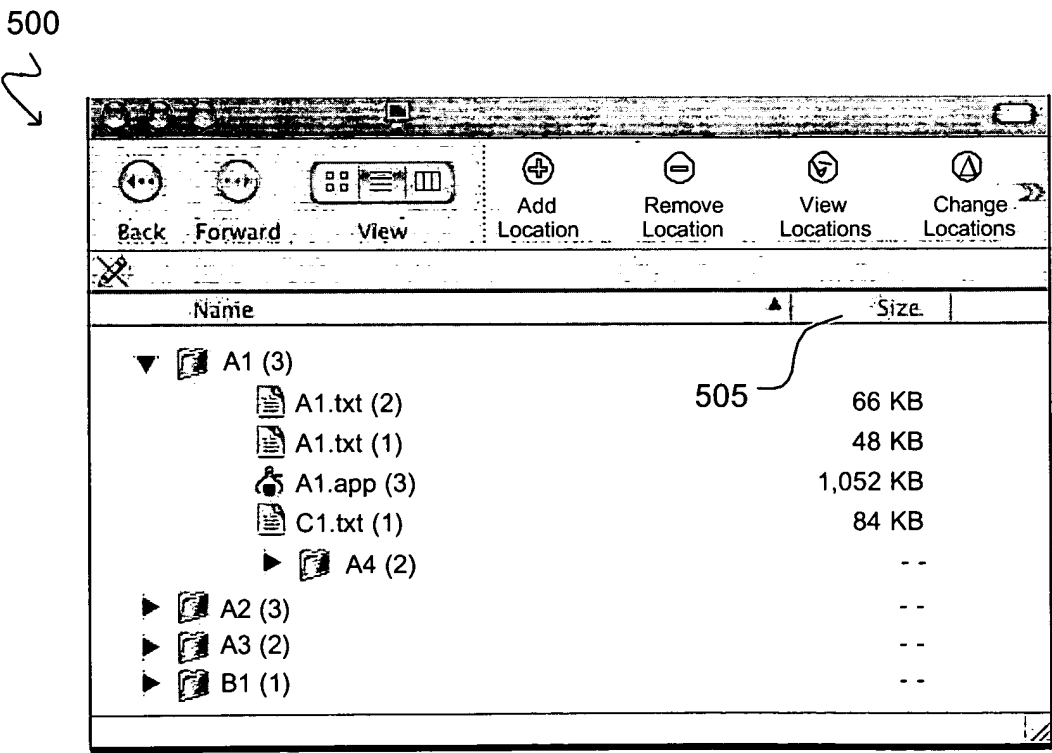 500
Back Forward View Add Location Remove Location View Locations Change Locations
Name Size
A1 (3)
505
A1.txt (2) 66 KB
A1.txt (1) 48 KB
A1.app (3) 1,052 KB
C1.txt (1) 84 KB
A4 (2) - -
A2 (3) - -
A3 (2) - -
B1 (1) - -